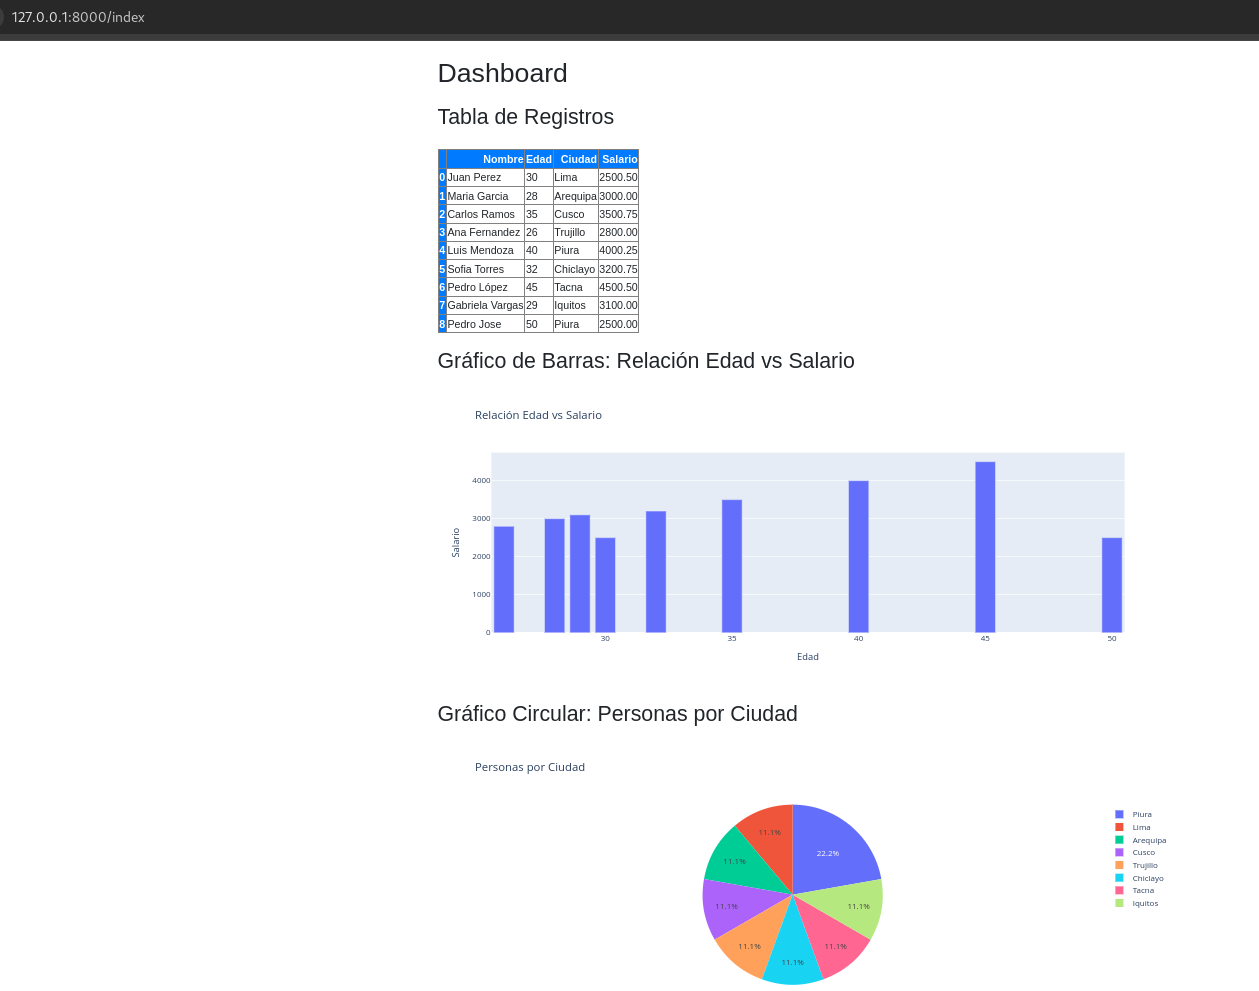 127.0.0.1:8000/index
Dashboard
Tabla de Registros
Nombre Edad Ciudad Salario
0 Juan Perez 30 Lima 2500.50
1 Maria Garcia 28 Arequipa 3000.00
2 Carlos Ramos 35 Cusco 3500.75
3 Ana Fernandez 26 Trujillo 2800.00
4 Luis Mendoza 40 Piura 4000.25
5 Sofia Torres 32 Chiclayo 3200.75
6 Pedro López 45 Tacna 4500.50
7 Gabriela Vargas 29 Iquitos 3100.00
8 Pedro Jose 50 Piura 2500.00
Gráfico de Barras: Relación Edad vs Salario
Relación Edad vs Salario
4000
3000
2000
1000
0
Salario
30 35 40 45 50
Edad
Gráfico Circular: Personas por Ciudad
Personas por Ciudad
22.2%
11.1%
11.1%
11.1%
11.1%
11.1%
11.1%
11.1%
Piura
Lima
Arequipa
Cusco
Trujillo
Chiclayo
Tacna
Iquitos